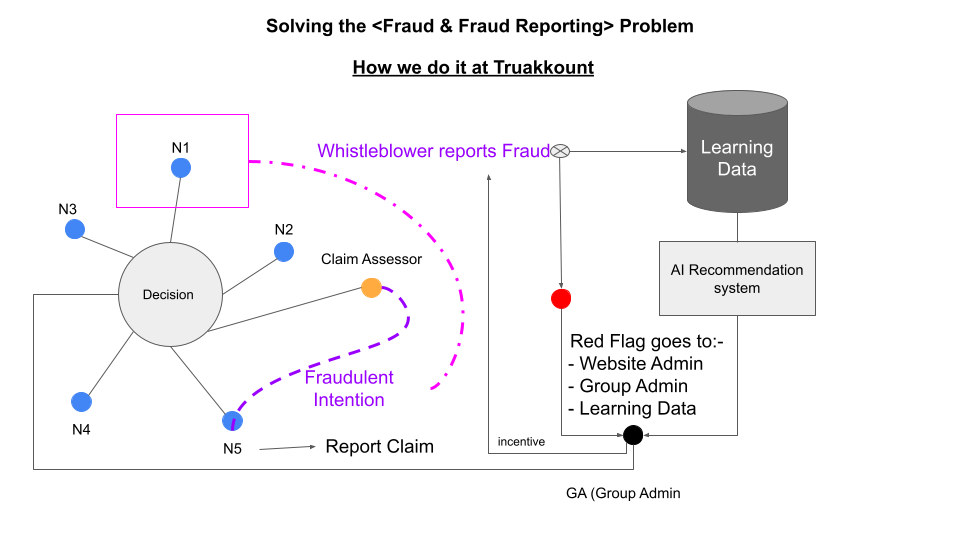 Solving the <Fraud & Fraud Reporting> Problem
How we do it at Truakkount
N1
Whistleblower reports Fraud
Learning
Data
N3
N2
Claim Assessor
AI Recommendation
system
Decision
Red Flag goes to:-
- Website Admin
- Group Admin
- Learning Data
Fraudulent
Intention
N4
N5
Report Claim
incentive
GA (Group Admin